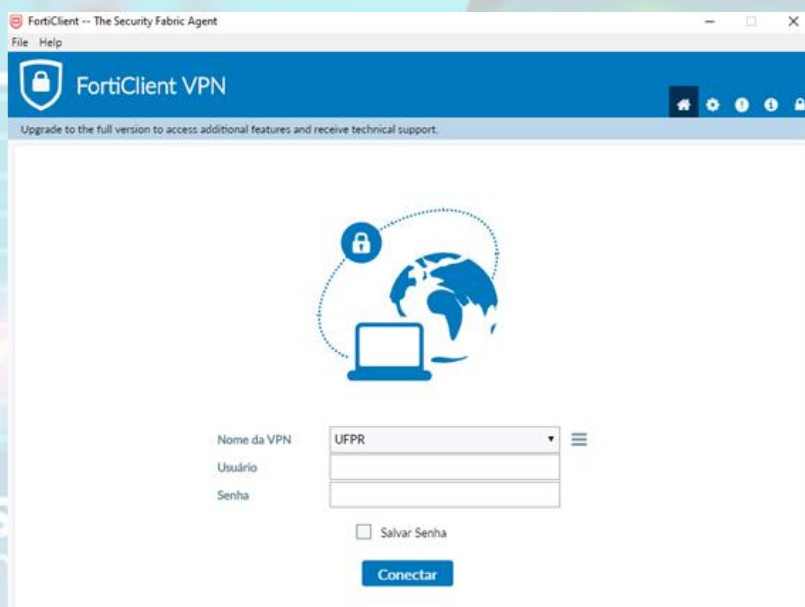 FortiClient -- The Security Fabric Agent
File Help
FortiClient VPN
Upgrade to the full version to access additional features and receive technical support.
Nome da VPN UFPR
Usuário
Senha
Salvar Senha
Conectar